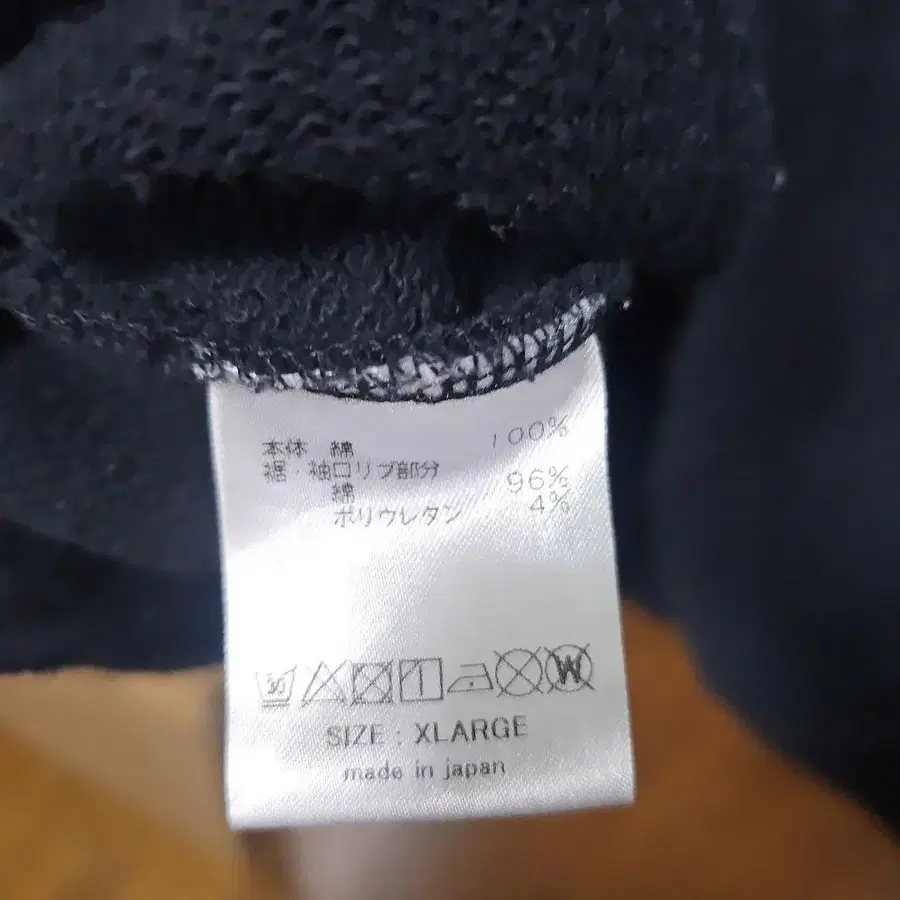 本体 綿 100%
裾・袖口リブ部分
綿 96%
ポリウレタン 4%
30
W
SIZE : XLARGE
made in japan